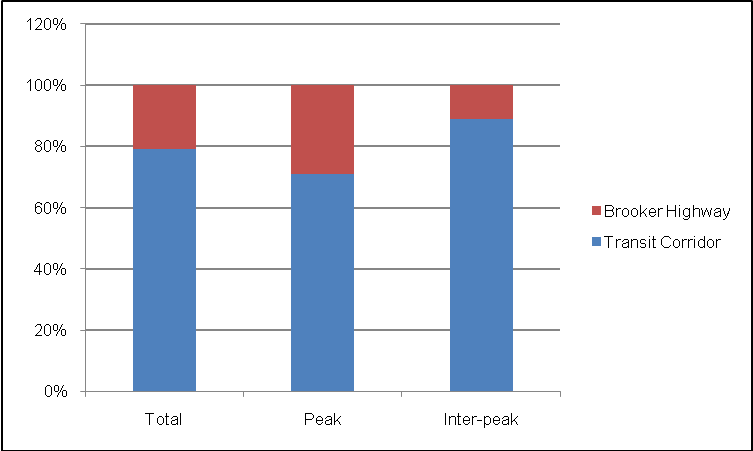 120%
100%
80%
60%
40%
20%
0%
Total Peak Inter-peak
Brooker Highway
Transit Corridor